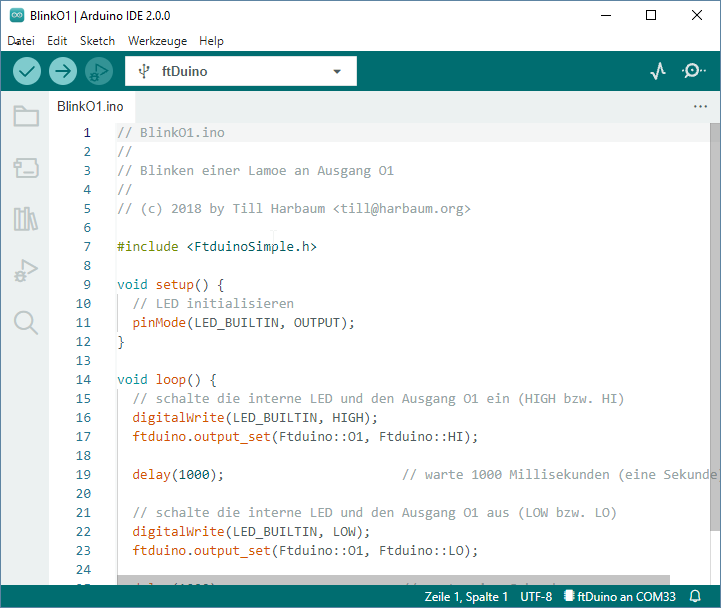 BlinkO1 | Arduino IDE 2.0.0
Datei Edit Sketch Werkzeuge Help
ftDuino
BlinkO1.ino
1 // BlinkO1.ino
2 //
3 // Blinken einer Lamoe an Ausgang O1
4 //
5 // (c) 2018 by Till Harbaum <till@harbaum.org>
6
7 #include <FtduinoSimple.h>
8
9 void setup() {
10 // LED initialisieren
11 pinMode(LED_BUILTIN, OUTPUT);
12 }
13
14 void loop() {
15 // schalte die interne LED und den Ausgang O1 ein (HIGH bzw. HI)
16 digitalWrite(LED_BUILTIN, HIGH);
17 ftduino.output_set(Ftduino::O1, Ftduino::HI);
18
19 delay(1000); // warte 1000 Millisekunden (eine Sekunde
20
21 // schalte die interne LED und den Ausgang O1 aus (LOW bzw. LO)
22 digitalWrite(LED_BUILTIN, LOW);
23 ftduino.output_set(Ftduino::O1, Ftduino::LO);
24
Zeile 1, Spalte 1 UTF-8 ftDuino an COM33